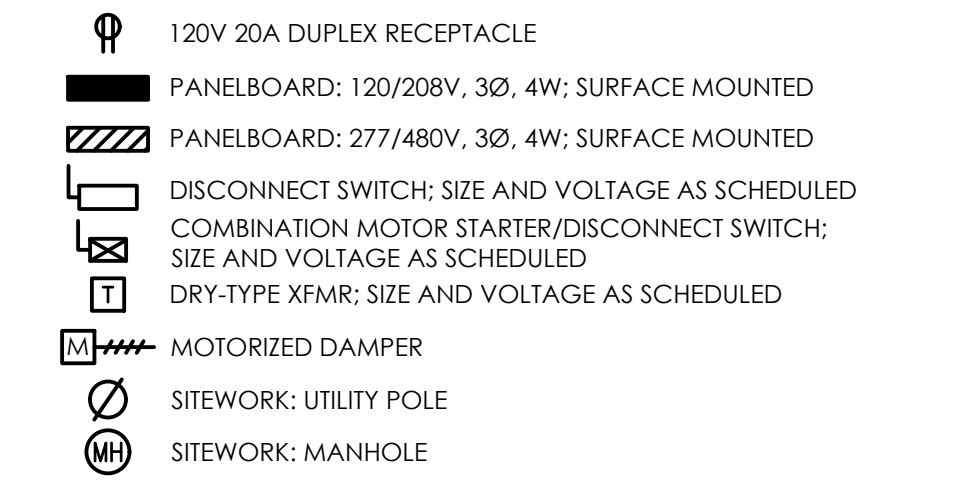 120V 20A DUPLEX RECEPTACLE
PANELBOARD: 120/208V, 3Ø, 4W; SURFACE MOUNTED
PANELBOARD: 277/480V, 3Ø, 4W; SURFACE MOUNTED
DISCONNECT SWITCH; SIZE AND VOLTAGE AS SCHEDULED
COMBINATION MOTOR STARTER/DISCONNECT SWITCH;
SIZE AND VOLTAGE AS SCHEDULED
T DRY-TYPE XFMR; SIZE AND VOLTAGE AS SCHEDULED
M MOTORIZED DAMPER
SITEWORK: UTILITY POLE
MH SITEWORK: MANHOLE